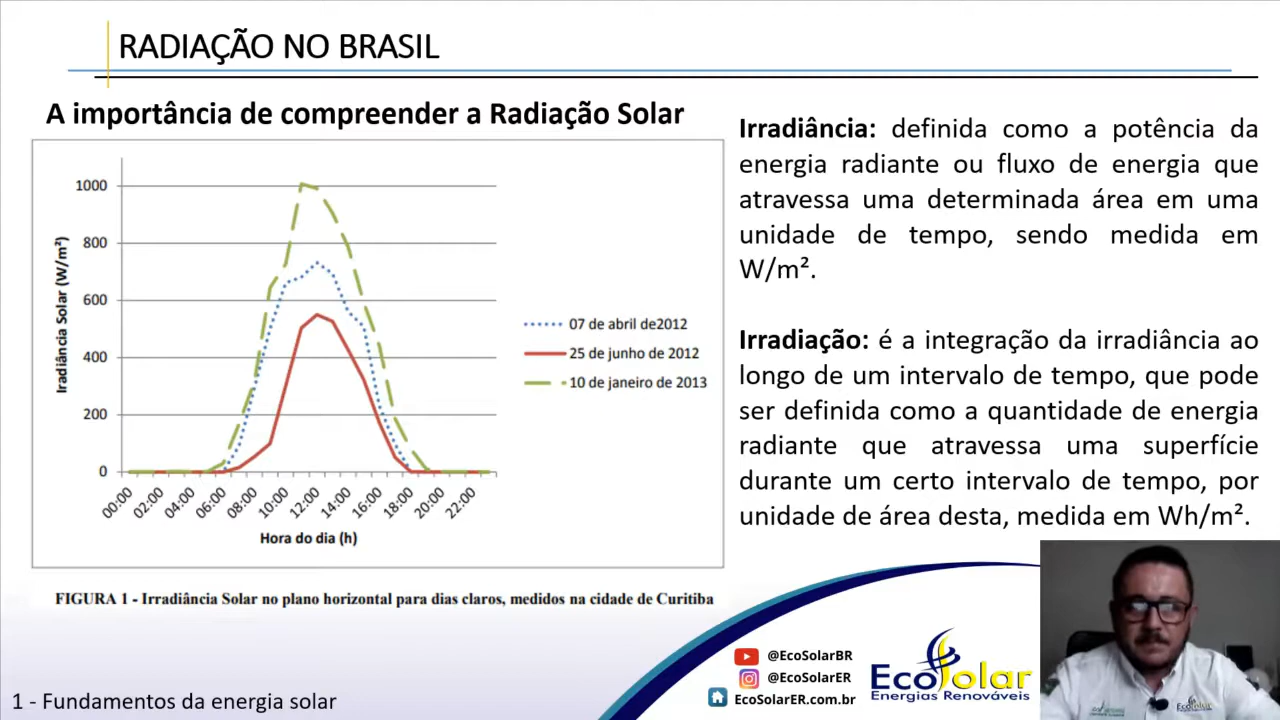 RADIAÇÃO NO BRASIL
A importância de compreender a Radiação Solar
1000
800
600
400
200
0
Iradiância Solar (W/m²)
00:00
02:00
04:00
06:00
08:00
10:00
12:00
14:00
16:00
18:00
20:00
22:00
Hora do dia (h)
07 de abril de2012
25 de junho de 2012
10 de janeiro de 2013
FIGURA 1 - Irradiância Solar no plano horizontal para dias claros, medidos na cidade de Curitiba
Irradiância: definida como a potência da
energia radiante ou fluxo de energia que
atravessa uma determinada área em uma
unidade de tempo, sendo medida em
W/m².
Irradiação: é a integração da irradiância ao
longo de um intervalo de tempo, que pode
ser definida como a quantidade de energia
radiante que atravessa uma superfície
durante um certo intervalo de tempo, por
unidade de área desta, medida em Wh/m².
@EcoSolarBR
@EcoSolarER
EcoSolarER.com.br
EcoSolar
Energias Renováveis
1 - Fundamentos da energia solar